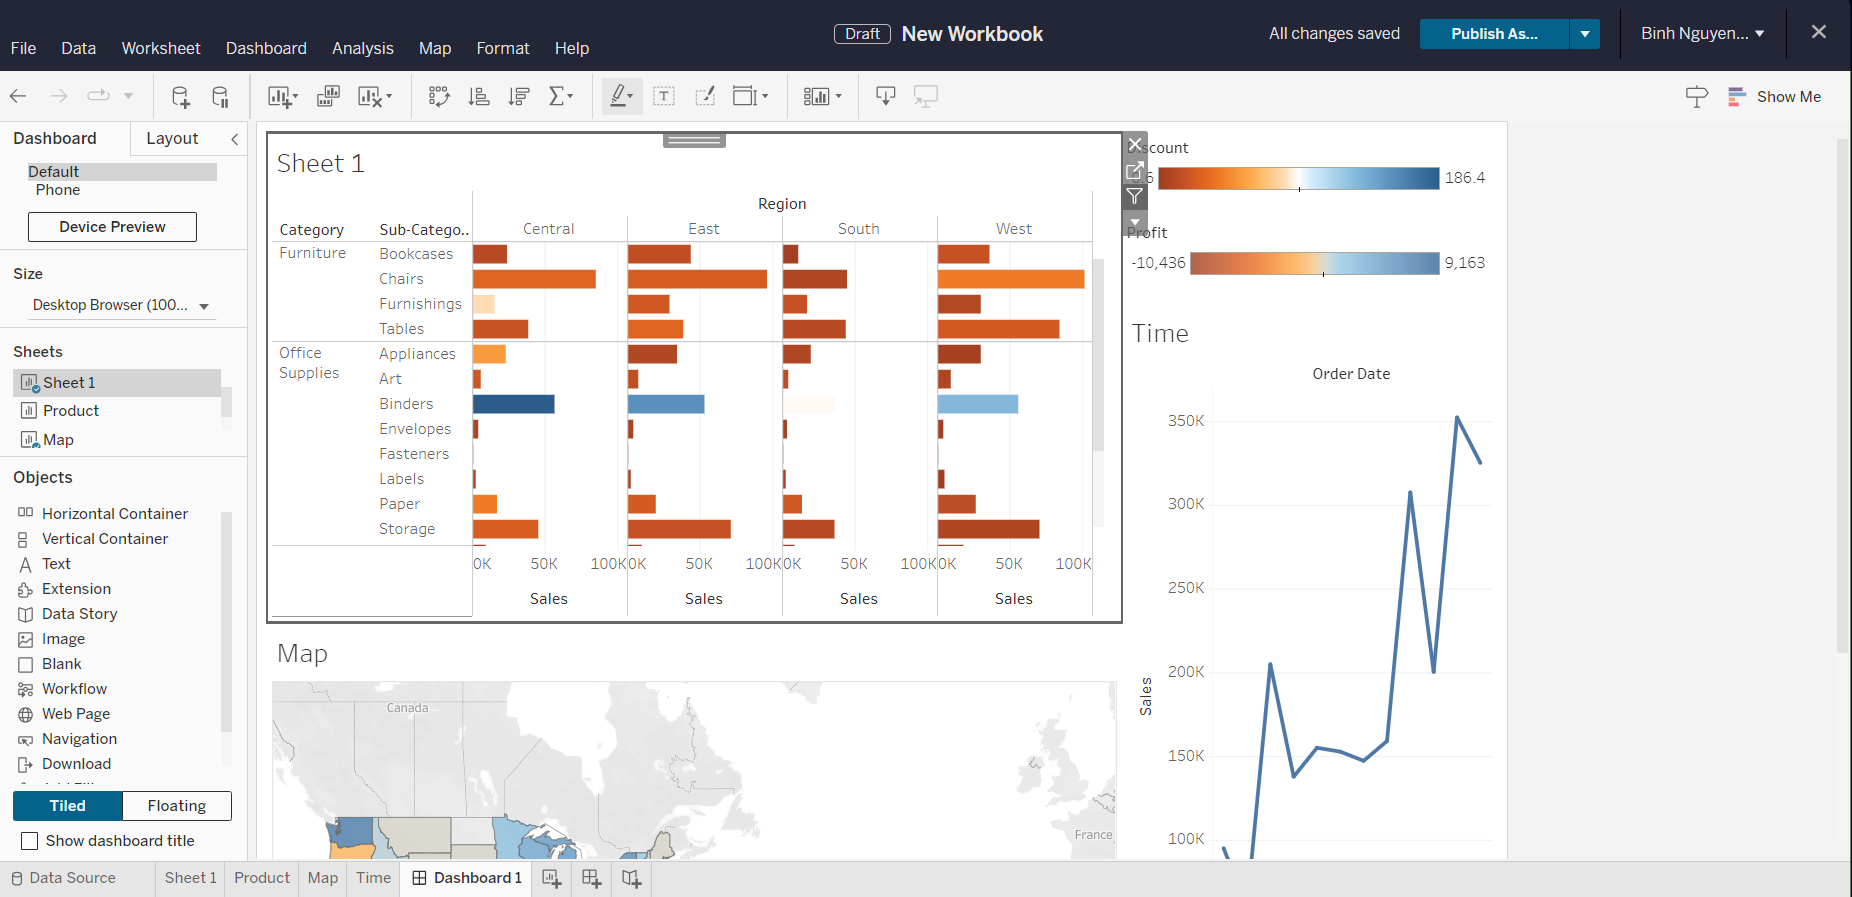 Draft New Workbook
All changes saved
Publish As...
Binh Nguyen...
File Data Worksheet Dashboard Analysis Map Format Help
Show Me
Dashboard Layout
Default
Phone
Device Preview
Size
Desktop Browser (100...
Sheets
Sheet 1
Product
Map
Objects
Horizontal Container
Vertical Container
Text
Extension
Data Story
Image
Blank
Workflow
Web Page
Navigation
Download
Tiled Floating
Show dashboard title
Sheet 1
Region
Category Sub-Catego.. Central East South West
Furniture Bookcases
Chairs
Furnishings
Tables
Office Supplies Appliances
Art
Binders
Envelopes
Fasteners
Labels
Paper
Storage
0K 50K 100K 0K 50K 100K 0K 50K 100K 0K 50K 100K
Sales Sales Sales Sales
Map
Canada
France
186.4
Profit
-10,436 9,163
Time
Order Date
350K
300K
250K
200K
150K
100K
Sales
Data Source Sheet 1 Product Map Time Dashboard 1